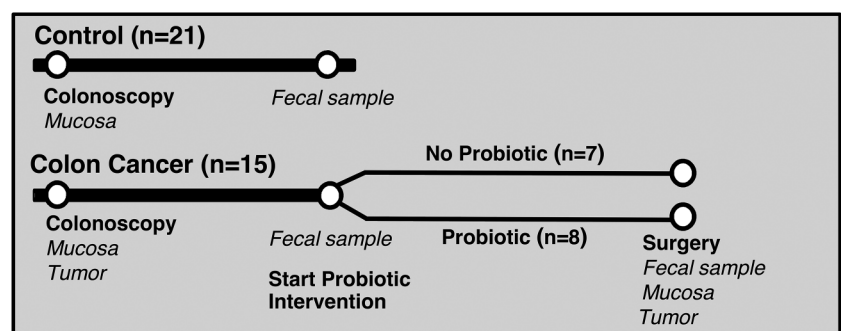 Control (n=21)
Colonoscopy
Mucosa
Fecal sample
Colon Cancer (n=15)
No Probiotic (n=7)
Probiotic (n=8)
Colonoscopy
Mucosa
Tumor
Fecal sample
Start Probiotic
Intervention
Surgery
Fecal sample
Mucosa
Tumor